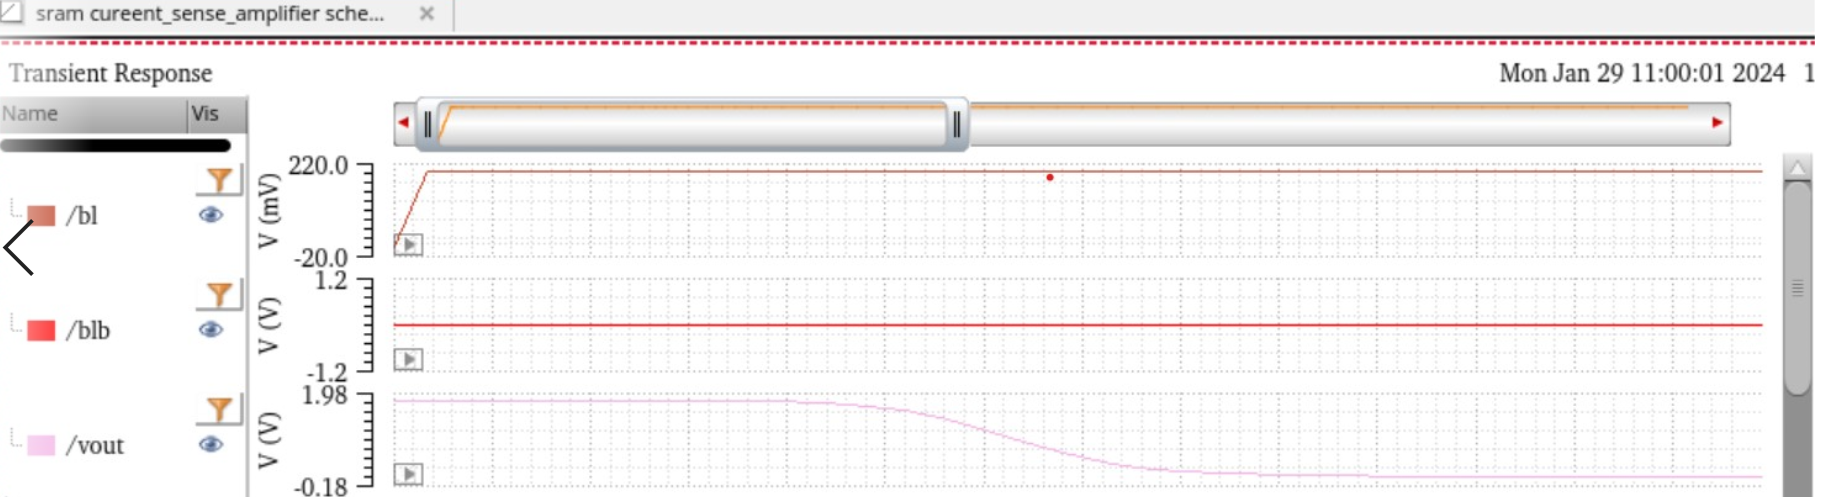 sram cureent_sense_amplifier sche...
Transient Response
Mon Jan 29 11:00:01 2024 1
Name Vis
220.0
/bl
V (mV)
-20.0
1.2
/blb
V (V)
-1.2
1.98
/vout
V (V)
-0.18